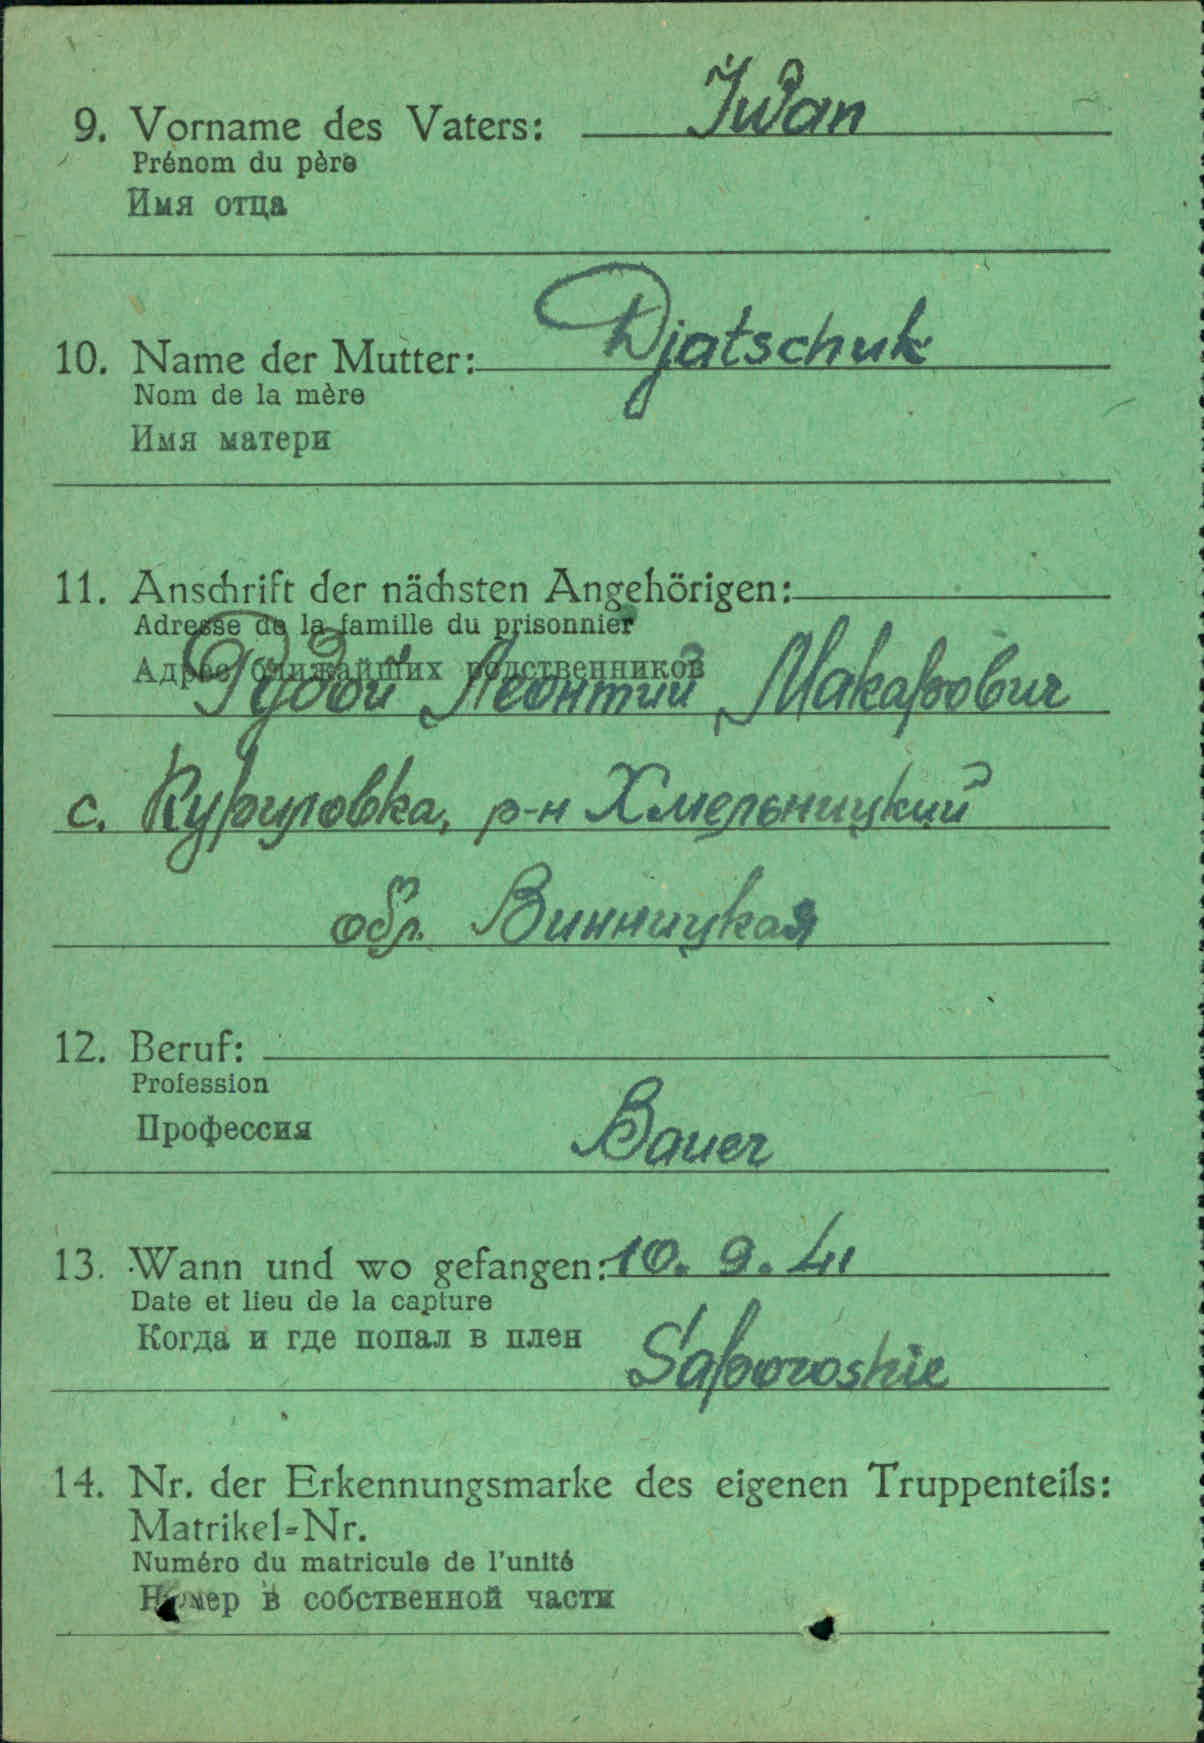 9. Vorname des Vaters: Iwan
Prénom du père
Имя отца
10. Name der Mutter: Djatschuk
Nom de la mère
Имя матери
11. Anschrift der nächsten Angehörigen:
Adresse de la famille du prisonnier
Адрес ближайших родственников
Рудой Леонтий Макарович
с. Куриловка, р-н Хмельницкий
обл. Винницкая
12. Beruf:
Profession
Профессия
Bauer
13. Wann und wo gefangen: 10. 9. 41
Date et lieu de la capture
Когда и где попал в плен
Saporoshie
14. Nr. der Erkennungsmarke des eigenen Truppenteils:
Matrikel-Nr.
Numéro du matricule de l'unité
Номер в собственной части